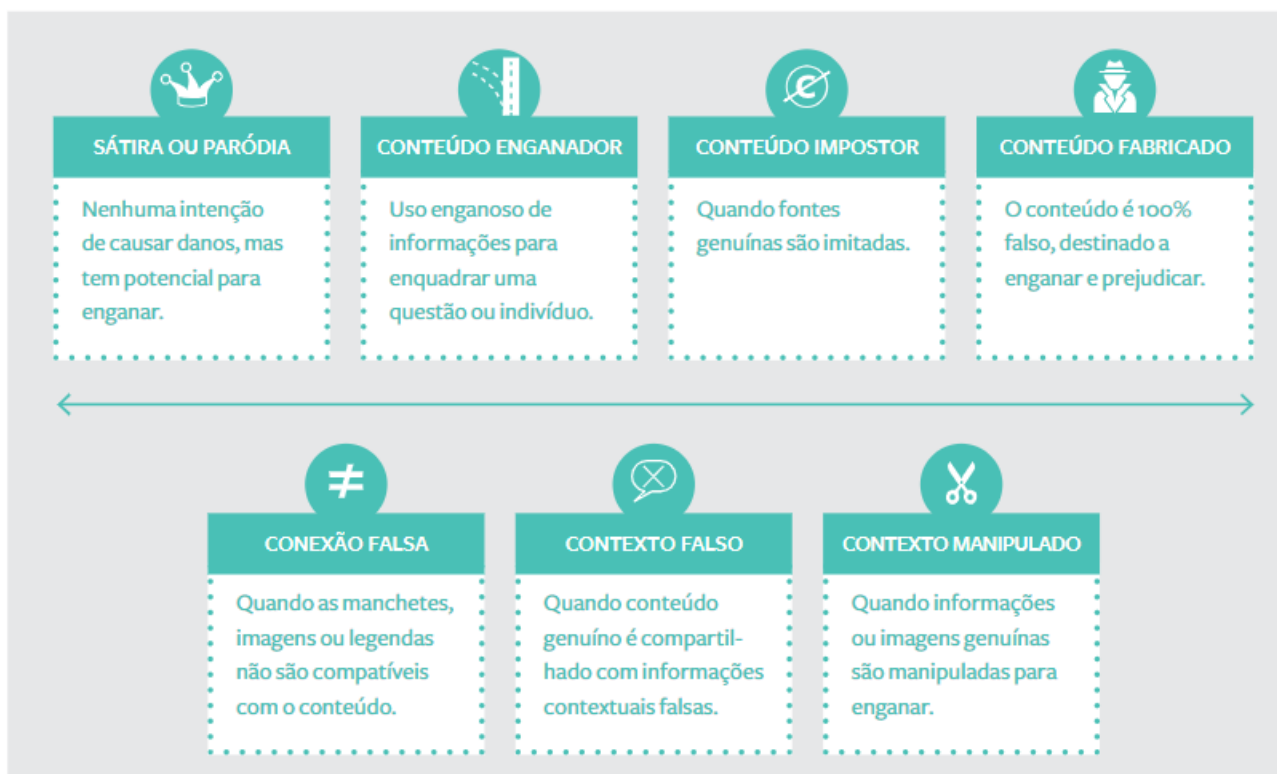 SÁTIRA OU PARÓDIA
Nenhuma intenção
de causar danos, mas
tem potencial para
enganar.
CONTEÚDO ENGANADOR
Uso enganoso de
informações para
enquadrar uma
questão ou indivíduo.
CONTEÚDO IMPOSTOR
Quando fontes
genuínas são imitadas.
CONTEÚDO FABRICADO
O conteúdo é 100%
falso, destinado a
enganar e prejudicar.
CONEXÃO FALSA
Quando as manchetes,
imagens ou legendas
não são compatíveis
com o conteúdo.
CONTEXTO FALSO
Quando conteúdo
genuíno é compartil-
hado com informações
contextuais falsas.
CONTEXTO MANIPULADO
Quando informações
ou imagens genuínas
são manipuladas para
enganar.